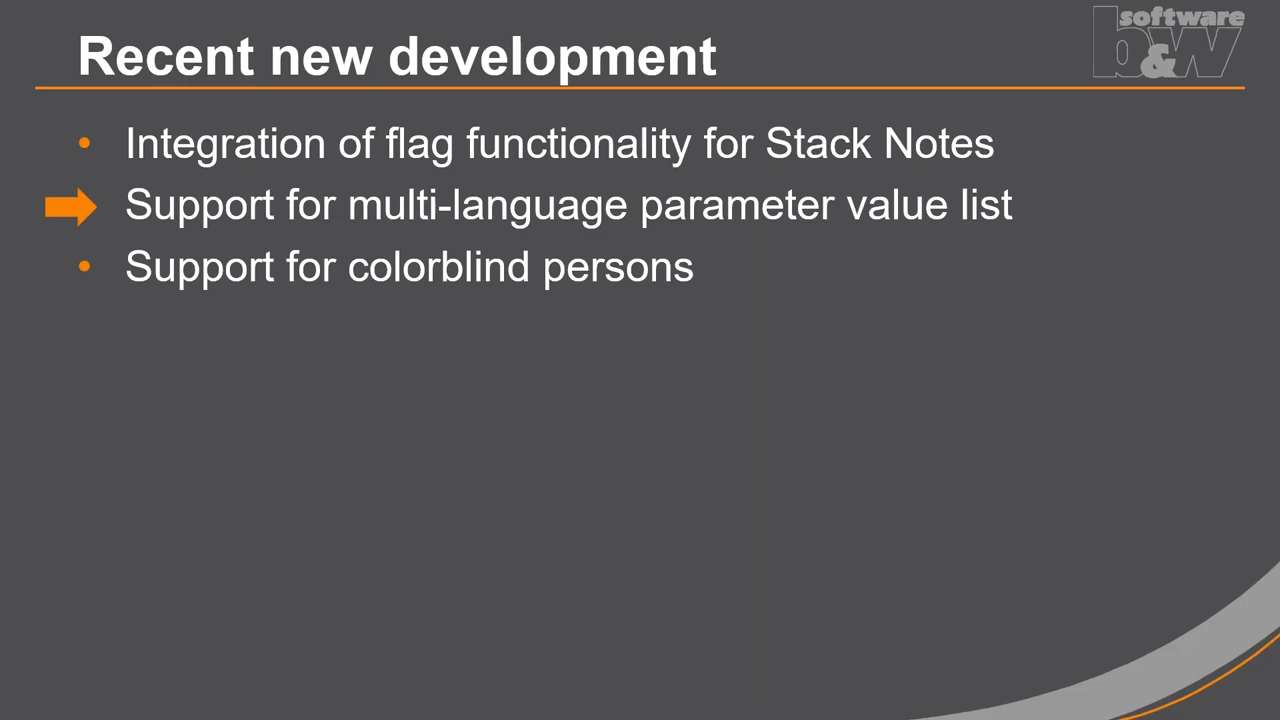 software
b&w
Recent new development
• Integration of flag functionality for Stack Notes
Support for multi-language parameter value list
• Support for colorblind persons